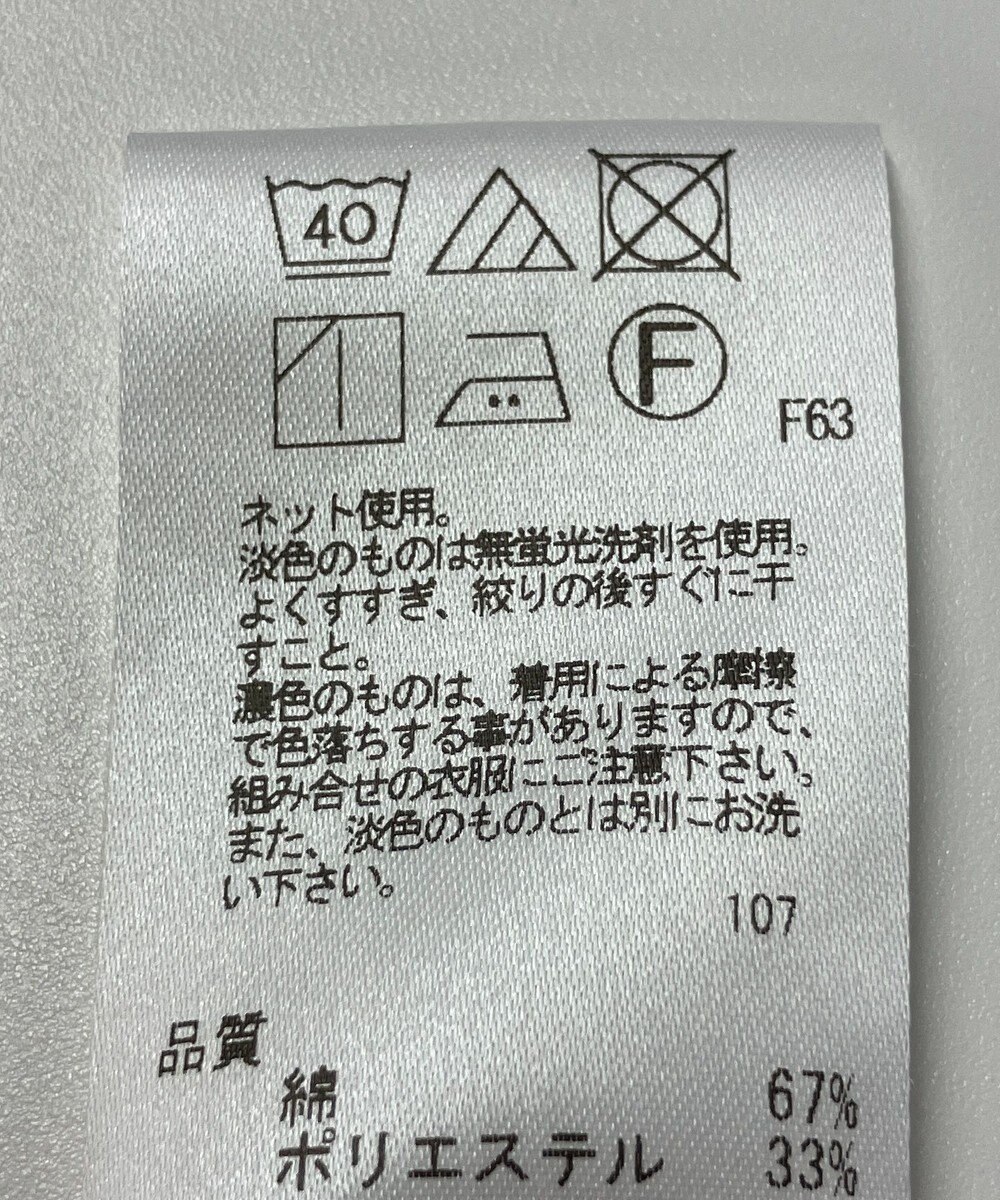 40
F
F63
ネット使用。
淡色のものは無蛍光洗剤を使用。
よくすすぎ、絞りの後すぐに干
すこと。
濃色のものは、着用による摩擦
で色落ちする事がありますので、
組み合せの衣服にご注意下さい。
また、淡色のものとは別にお洗
い下さい。
107
品質
綿 67%
ポリエステル 33%